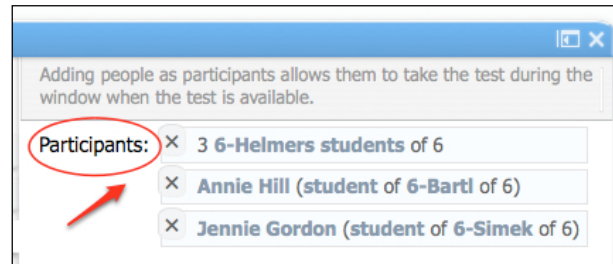 Adding people as participants allows them to take the test during the
window when the test is available.
Participants:
3 6-Helmers students of 6
Annie Hill (student of 6-Bartl of 6)
Jennie Gordon (student of 6-Simek of 6)